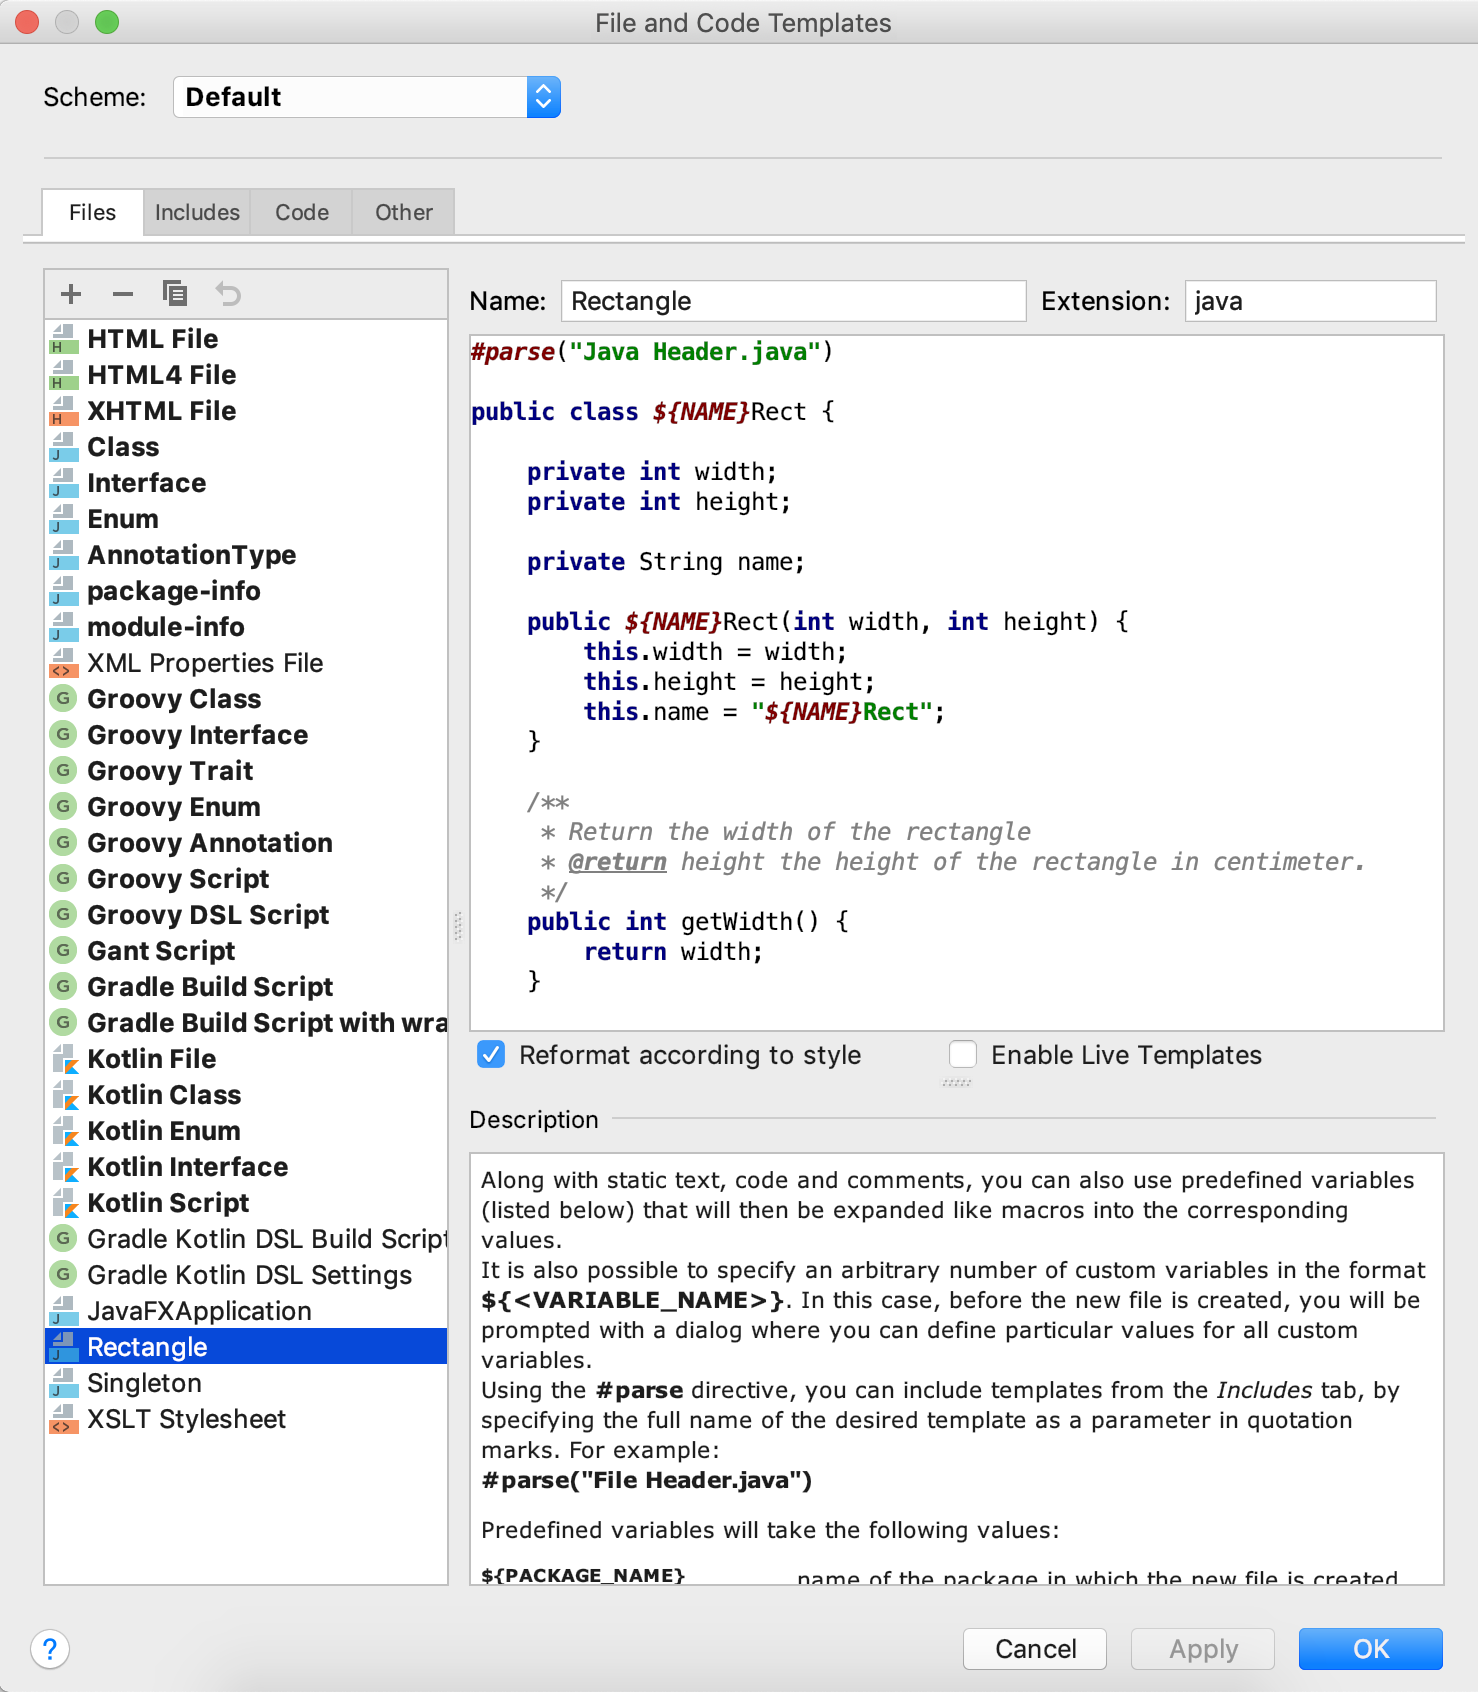 File and Code Templates
Scheme: Default
Files Includes Code Other
HTML File
HTML4 File
XHTML File
Class
Interface
Enum
AnnotationType
package-info
module-info
XML Properties File
Groovy Class
Groovy Interface
Groovy Trait
Groovy Enum
Groovy Annotation
Groovy Script
Groovy DSL Script
Gant Script
Gradle Build Script
Gradle Build Script with wra
Kotlin File
Kotlin Class
Kotlin Enum
Kotlin Interface
Kotlin Script
Gradle Kotlin DSL Build Script
Gradle Kotlin DSL Settings
JavaFXApplication
Rectangle
Singleton
XSLT Stylesheet
Name: Rectangle Extension: java
#parse("Java Header.java")
public class ${NAME}Rect {
    private int width;
    private int height;
    private String name;
    public ${NAME}Rect(int width, int height) {
        this.width = width;
        this.height = height;
        this.name = "${NAME}Rect";
    }
    /**
     * Return the width of the rectangle
     * @return height the height of the rectangle in centimeter.
     */
    public int getWidth() {
        return width;
    }
Reformat according to style Enable Live Templates
Description
Along with static text, code and comments, you can also use predefined variables
(listed below) that will then be expanded like macros into the corresponding
values.
It is also possible to specify an arbitrary number of custom variables in the format
${<VARIABLE_NAME>}. In this case, before the new file is created, you will be
prompted with a dialog where you can define particular values for all custom
variables.
Using the #parse directive, you can include templates from the Includes tab, by
specifying the full name of the desired template as a parameter in quotation
marks. For example:
#parse("File Header.java")
Predefined variables will take the following values:
${PACKAGE_NAME} name of the package in which the new file is created
? Cancel Apply OK